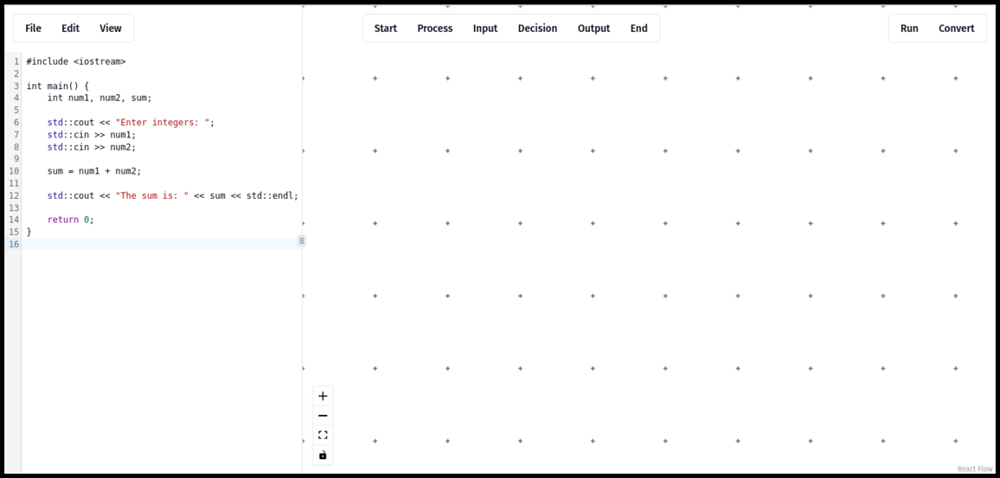 File Edit View
Start Process Input Decision Output End
Run Convert
1 #include <iostream>
2
3 int main() {
4     int num1, num2, sum;
5
6     std::cout << "Enter integers: ";
7     std::cin >> num1;
8     std::cin >> num2;
9
10     sum = num1 + num2;
11
12     std::cout << "The sum is: " << sum << std::endl;
13
14     return 0;
15 }
16
React Flow